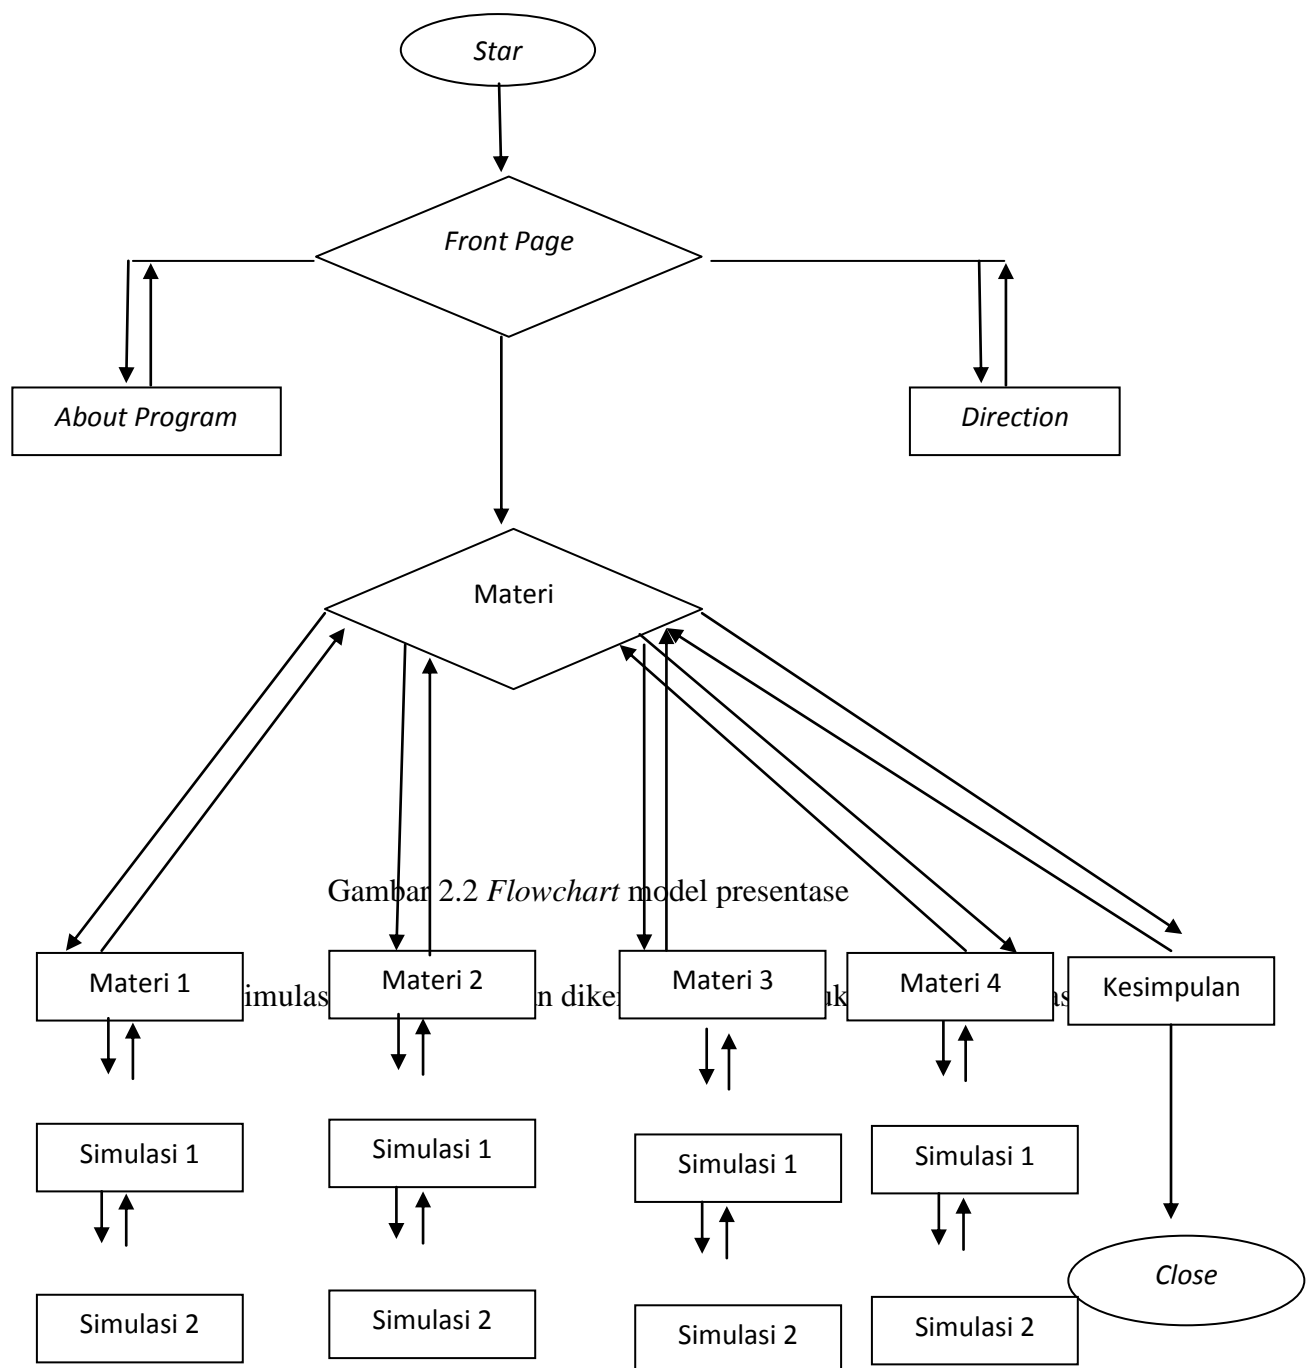 Star
Front Page
About Program
Direction
Materi
Gambar 2.2 Flowchart model presentase
Materi 1
Materi 2
Materi 3
Materi 4
Kesimpulan
Simulasi 1
Simulasi 1
Simulasi 1
Simulasi 1
Close
Simulasi 2
Simulasi 2
Simulasi 2
Simulasi 2